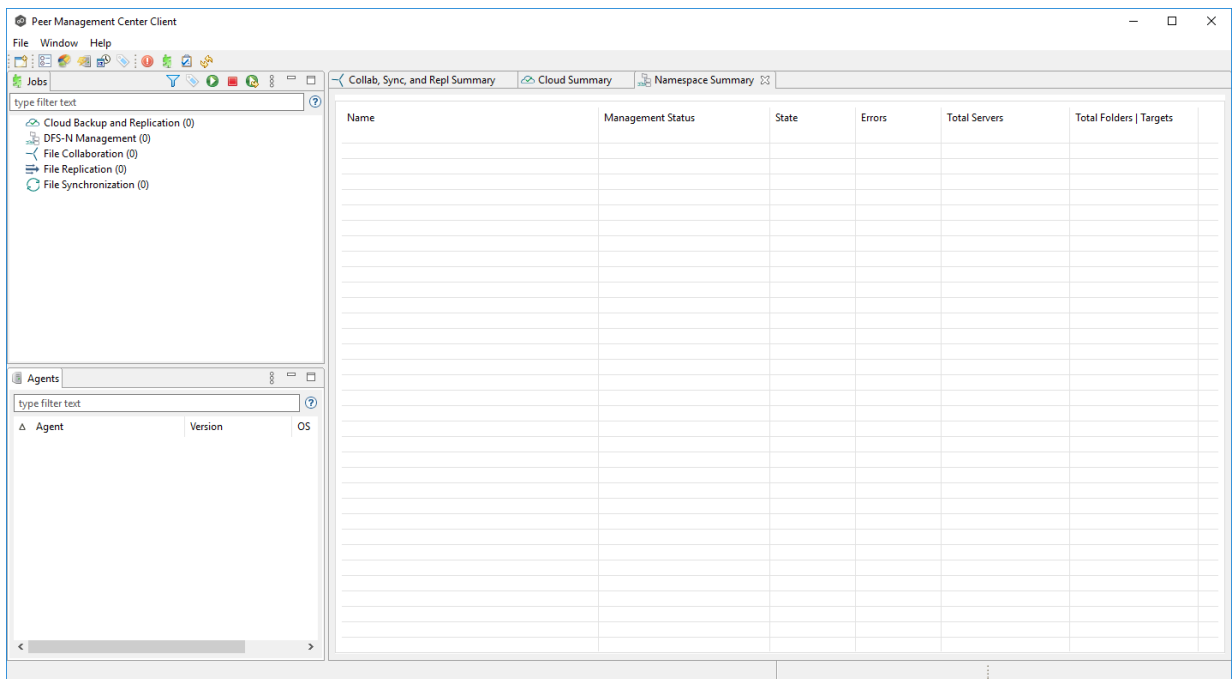 Peer Management Center Client
File Window Help
Jobs
type filter text
Cloud Backup and Replication (0)
DFS-N Management (0)
File Collaboration (0)
File Replication (0)
File Synchronization (0)
Agents
type filter text
Agent Version OS
Collab, Sync, and Repl Summary Cloud Summary Namespace Summary
Name Management Status State Errors Total Servers Total Folders | Targets